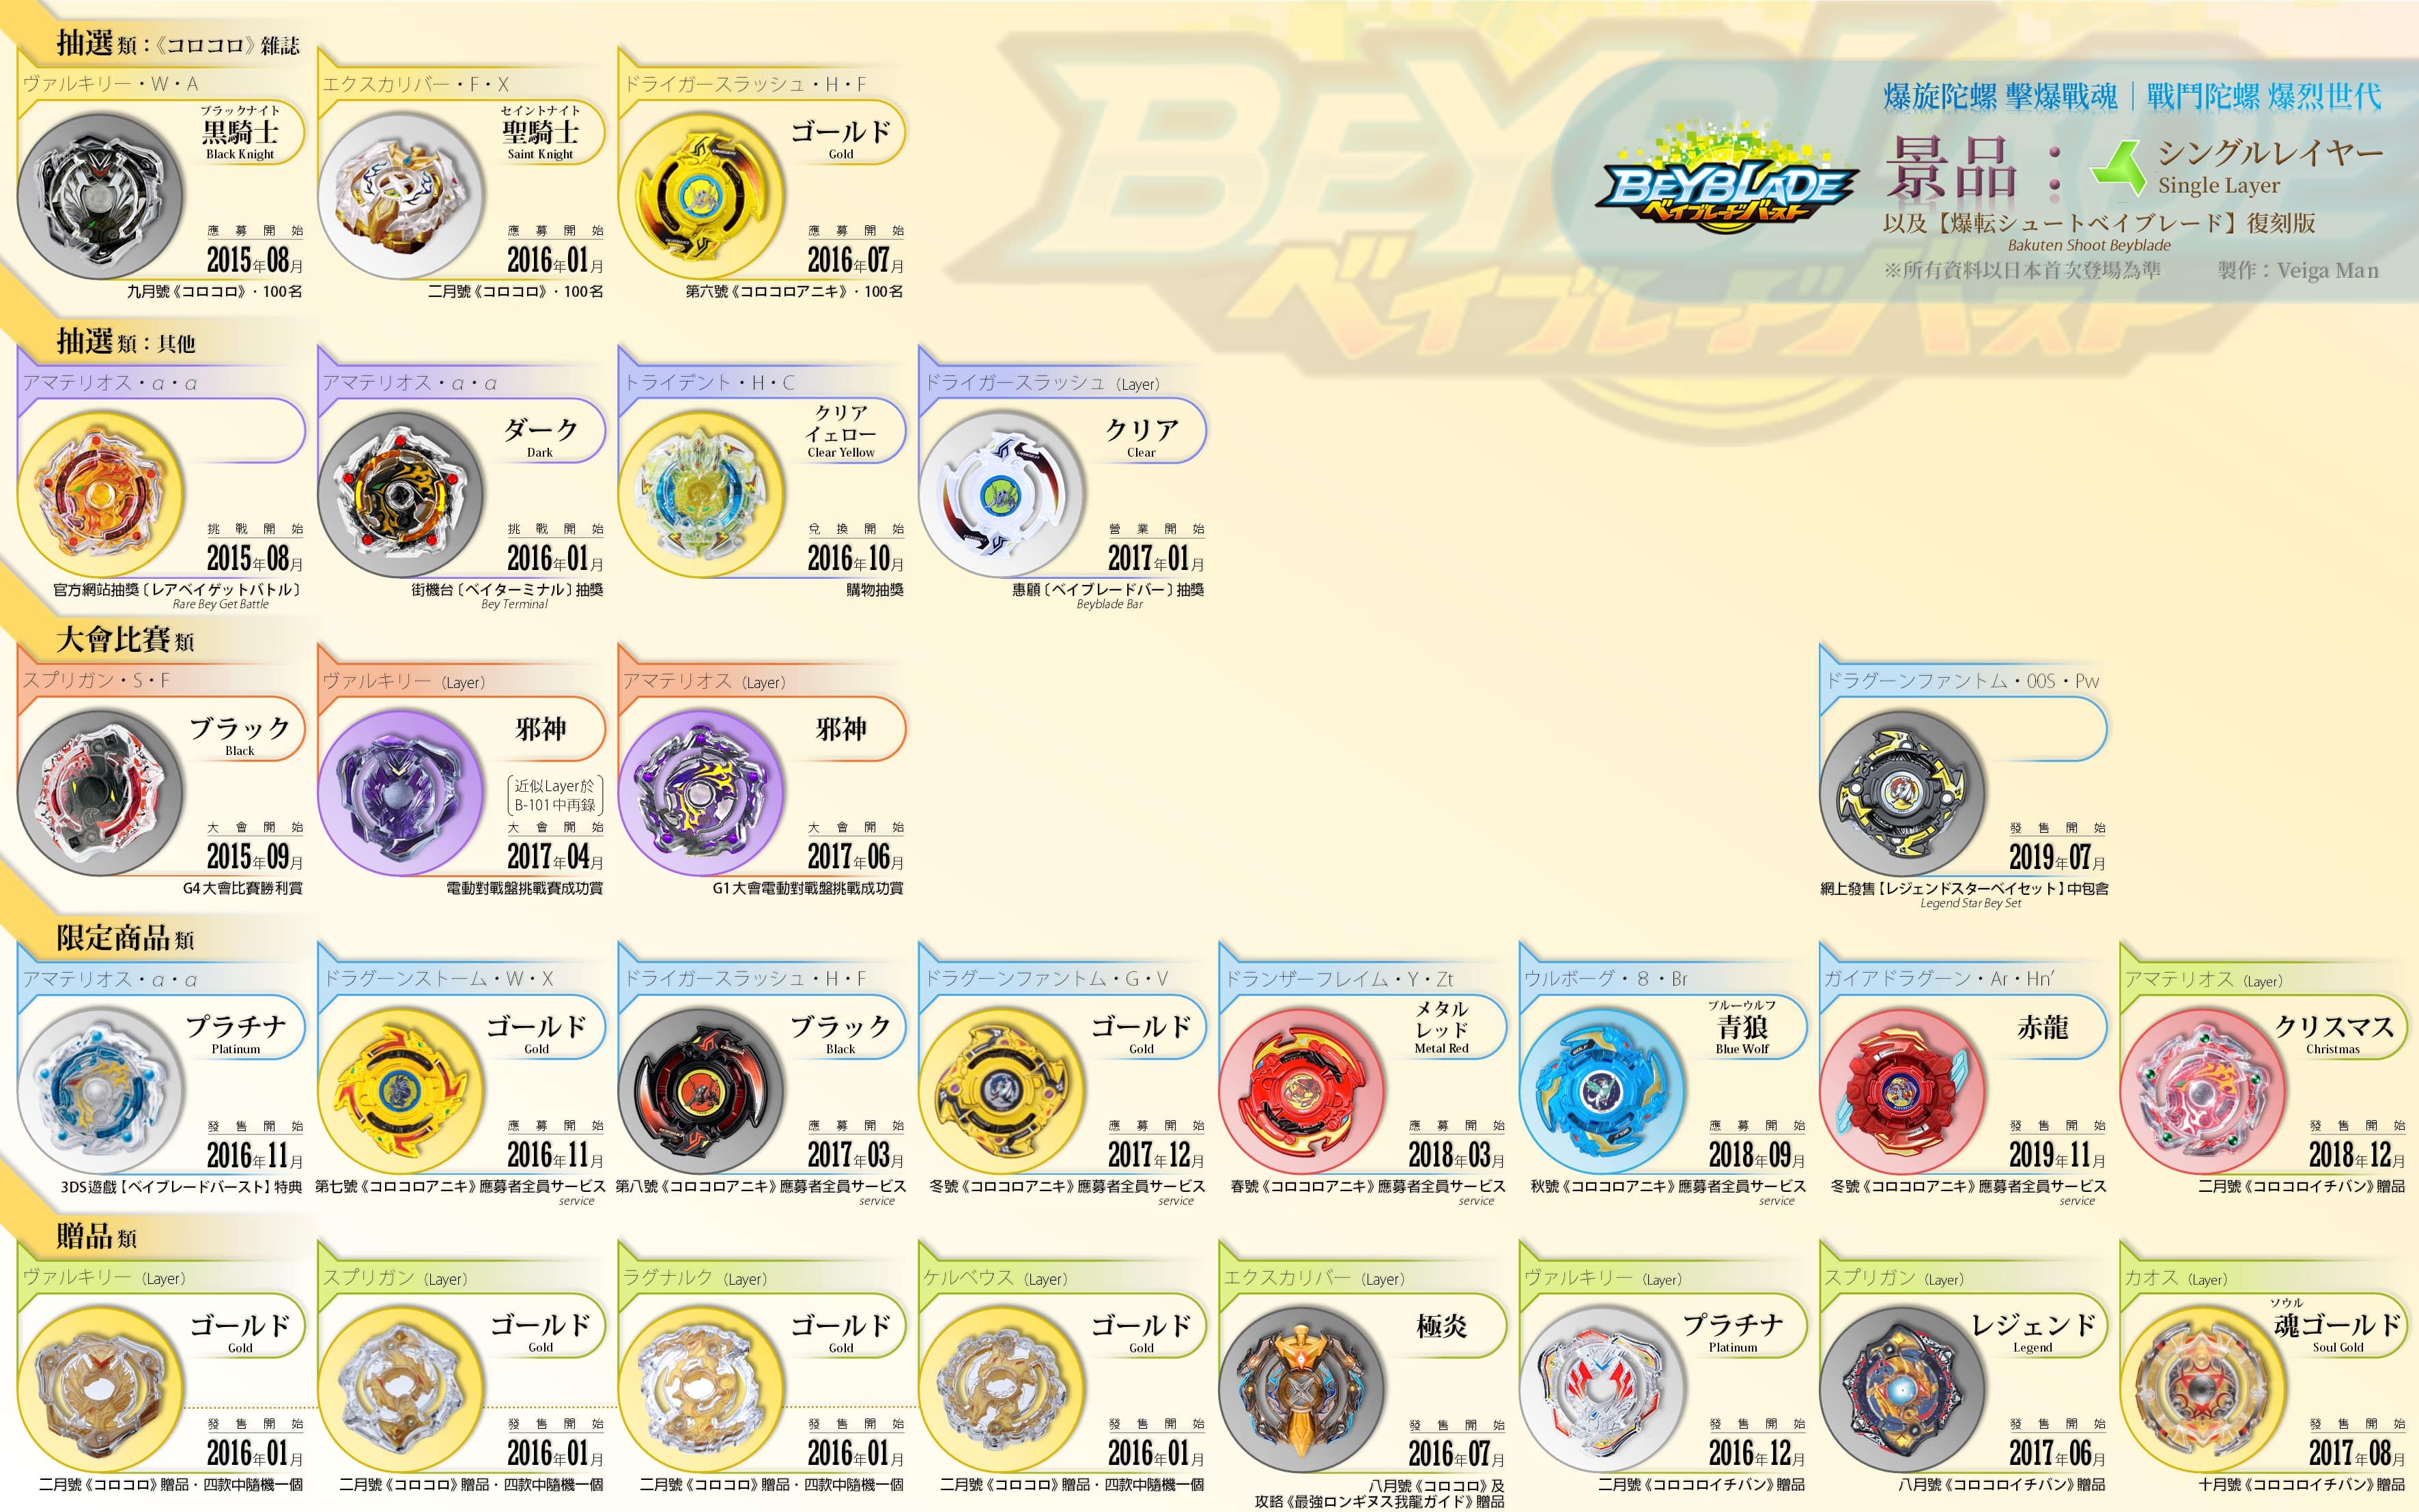 抽選 類：《コロコロ》雜誌
ヴァルキリー・W・A
ブラックナイト
黒騎士
Black Knight
應募開始
2015年08月
九月號《コロコロ》・100名
エクスカリバー・F・X
セイントナイト
聖騎士
Saint Knight
應募開始
2016年01月
二月號《コロコロ》・100名
ドライガースラッシュ・H・F
ゴールド
Gold
應募開始
2016年07月
第六號《コロコロアニキ》・100名
BEYBLADE
ベイブレードバースト
爆旋陀螺 擊爆戰魂｜戰鬥陀螺 爆烈世代
景品：
シングルレイヤー
Single Layer
以及【爆転シュートベイブレード】復刻版
Bakuten Shoot Beyblade
※所有資料以日本首次登場為準 製作：Veiga Man
BEYBLADE
ベイブレードバースト
抽選 類：其他
アマテリオス・α・α
挑戰開始
2015年08月
官方網站抽獎〔レアベイゲットバトル〕
Rare Bey Get Battle
アマテリオス・α・α
ダーク
Dark
挑戰開始
2016年01月
街機台〔ベイターミナル〕抽獎
Bey Terminal
トライデント・H・C
クリア
イェロー
Clear Yellow
兌換開始
2016年10月
購物抽獎
ドライガースラッシュ (Layer)
クリア
Clear
營業開始
2017年01月
惠顧〔ベイブレードバー〕抽獎
Beyblade Bar
大會比賽 類
スプリガン・S・F
ブラック
Black
大會開始
2015年09月
G4大會比賽勝利賞
ヴァルキリー (Layer)
邪神
近似Layer於
B-101中再錄
大會開始
2017年04月
電動對戰盤挑戰賽成功賞
アマテリオス (Layer)
邪神
大會開始
2017年06月
G1大會電動對戰盤挑戰成功賞
ドラグーンファントム・00S・Pw
發售開始
2019年07月
網上發售【レジェンドスターベイセット】中包含
Legend Star Bey Set
限定商品 類
アマテリオス・α・α
プラチナ
Platinum
發售開始
2016年11月
3DS遊戲【ベイブレードバースト】特典
ドラグーンストーム・W・X
ゴールド
Gold
應募開始
2016年11月
第七號《コロコロアニキ》應募者全員サービス
service
ドライガースラッシュ・H・F
ブラック
Black
應募開始
2017年03月
第八號《コロコロアニキ》應募者全員サービス
service
ドラグーンファントム・G・V
ゴールド
Gold
應募開始
2017年12月
冬號《コロコロアニキ》應募者全員サービス
service
ドランザーフレイム・Y・Zt
メタル
レッド
Metal Red
應募開始
2018年03月
春號《コロコロアニキ》應募者全員サービス
service
ウルボーグ・8・Br
ブルーウルフ
青狼
Blue Wolf
應募開始
2018年09月
秋號《コロコロアニキ》應募者全員サービス
service
ガイアドラグーン・Ar・Hn′
赤龍
發售開始
2019年11月
冬號《コロコロアニキ》應募者全員サービス
service
アマテリオス (Layer)
クリスマス
Christmas
發售開始
2018年12月
二月號《コロコロイチバン》贈品
贈品 類
ヴァルキリー (Layer)
ゴールド
Gold
發售開始
2016年01月
二月號《コロコロ》贈品・四款中隨機一個
スプリガン (Layer)
ゴールド
Gold
發售開始
2016年01月
二月號《コロコロ》贈品・四款中隨機一個
ラグナルク (Layer)
ゴールド
Gold
發售開始
2016年01月
二月號《コロコロ》贈品・四款中隨機一個
ケルベウス (Layer)
ゴールド
Gold
發售開始
2016年01月
二月號《コロコロ》贈品・四款中隨機一個
エクスカリバー (Layer)
極炎
發售開始
2016年07月
八月號《コロコロ》及
攻略《最強ロンギヌス我龍ガイド》贈品
ヴァルキリー (Layer)
プラチナ
Platinum
發售開始
2016年12月
二月號《コロコロイチバン》贈品
スプリガン (Layer)
レジェンド
Legend
發售開始
2017年06月
八月號《コロコロイチバン》贈品
カオス (Layer)
ソウル
魂ゴールド
Soul Gold
發售開始
2017年08月
十月號《コロコロイチバン》贈品